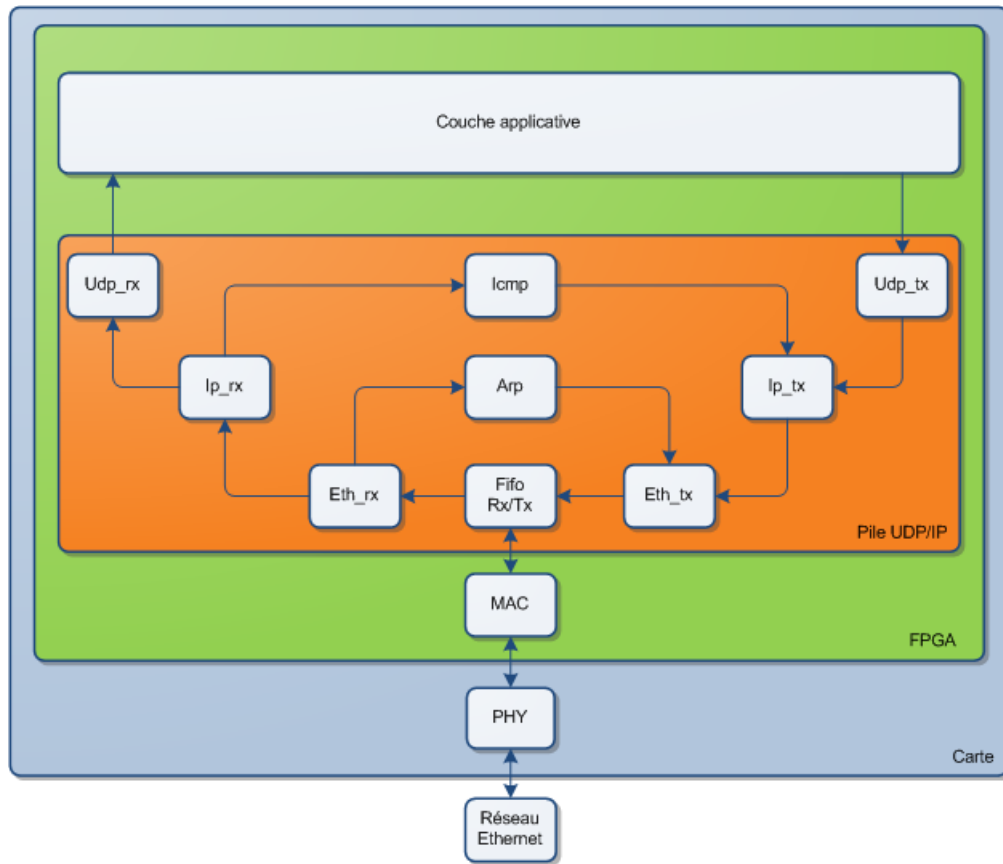 Couche applicative
Udp_rx
Icmp
Udp_tx
Ip_rx
Arp
Ip_tx
Eth_rx
Fifo
Rx/Tx
Eth_tx
Pile UDP/IP
MAC
FPGA
PHY
Carte
Réseau
Ethernet